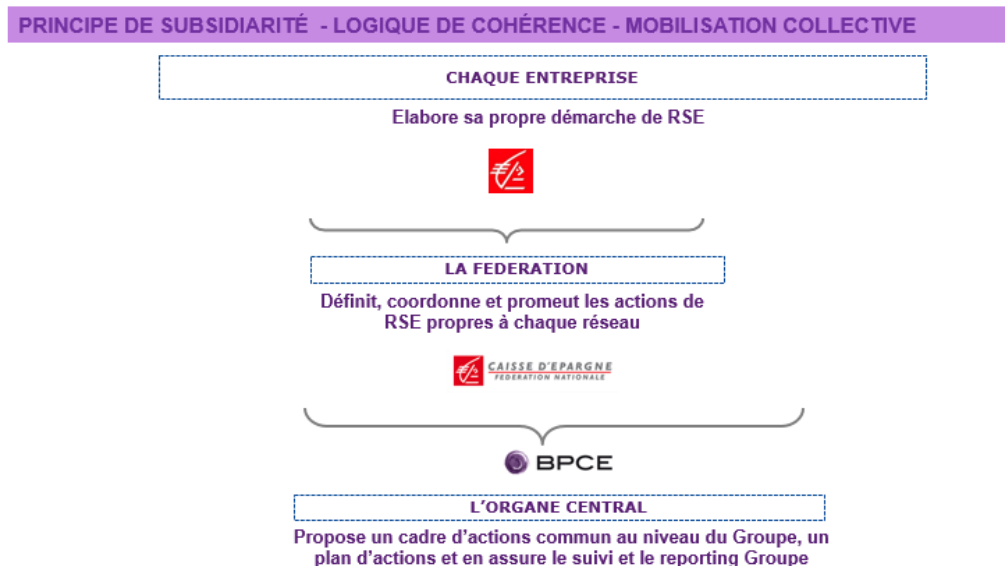 PRINCIPE DE SUBSIDIARITÉ - LOGIQUE DE COHÉRENCE - MOBILISATION COLLECTIVE
CHAQUE ENTREPRISE
Elabore sa propre démarche de RSE
LA FEDERATION
Définit, coordonne et promeut les actions de
RSE propres à chaque réseau
CAISSE D'EPARGNE
FEDERATION NATIONALE
BPCE
L'ORGANE CENTRAL
Propose un cadre d'actions commun au niveau du Groupe, un
plan d'actions et en assure le suivi et le reporting Groupe